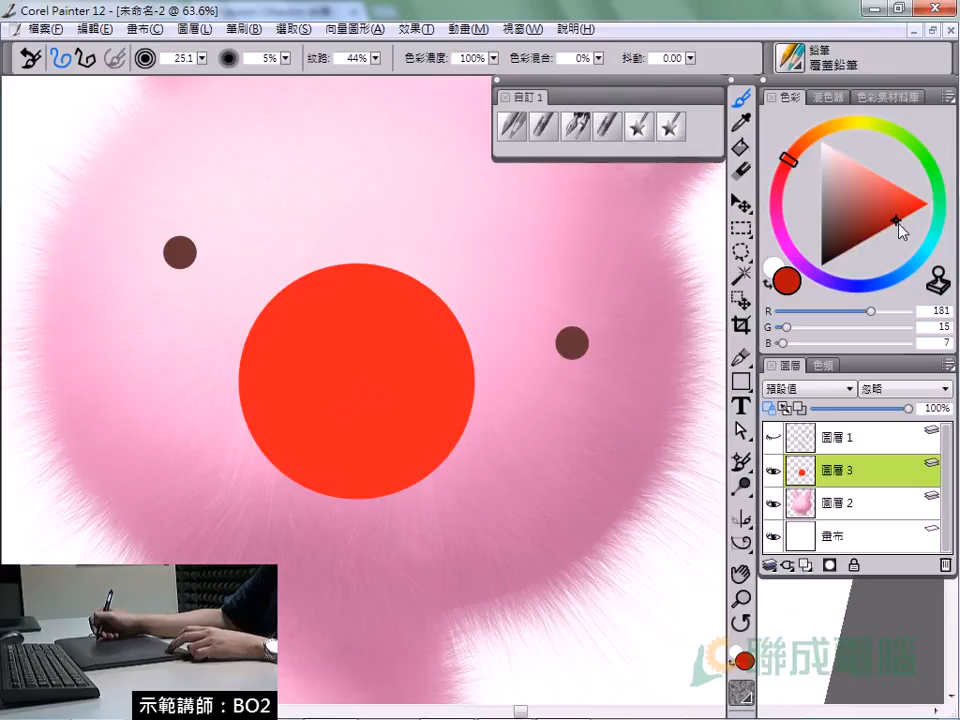 Corel Painter 12 - [未命名-2 @ 63.6%]
檔案(F) 編輯(E) 畫布(C) 圖層(L) 筆刷(B) 選取(S) 向量圖形(A) 效果(T) 動畫(M) 視窗(W) 說明(H)
25.1 5% 紋路: 44% 色彩濃度: 100% 色彩混合: 0% 抖動: 0.00
鉛筆
覆蓋鉛筆
自訂 1
色彩 混色器 色彩集材料庫
R 181
G 15
B 7
圖層 色頻
預設值 忽略
100%
圖層 1
圖層 3
圖層 2
畫布
T
聯成電腦
示範講師：BO2